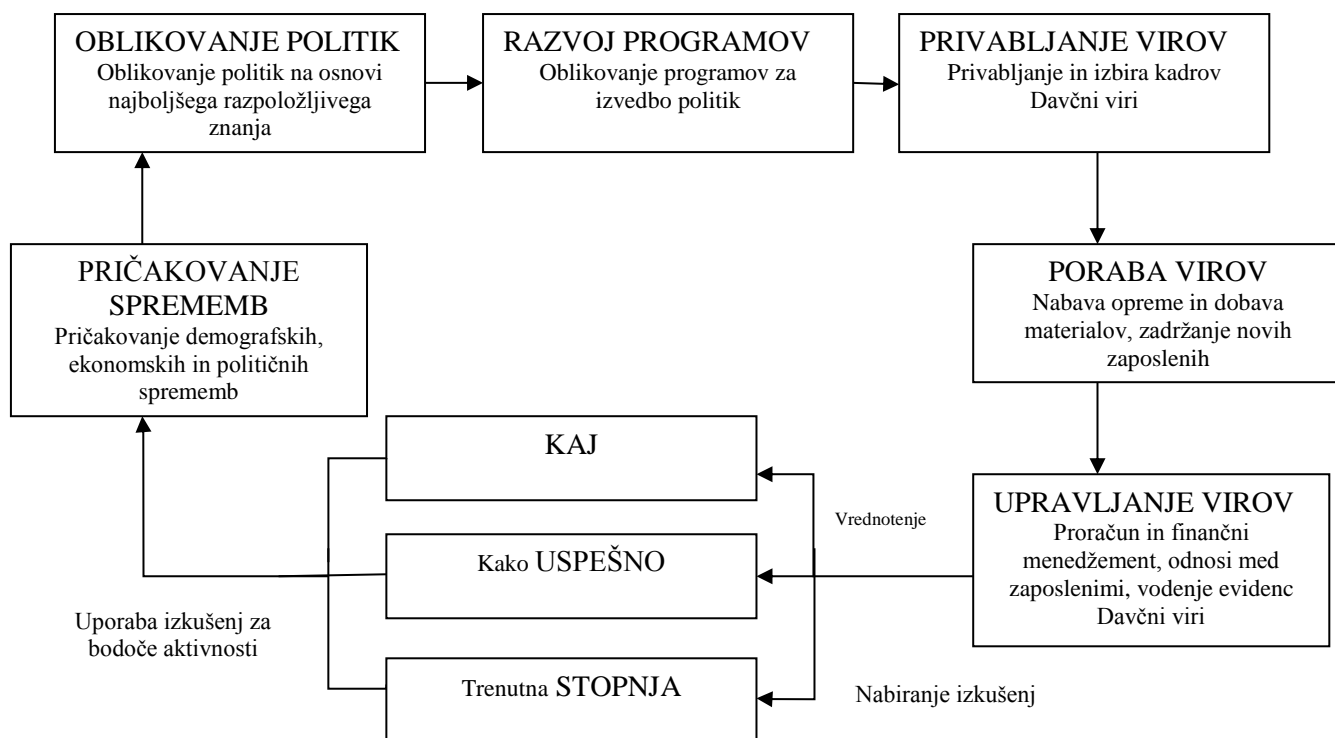 OBLIKOVANJE POLITIK
Oblikovanje politik na osnovi
najboljšega razpoložljivega
znanja
RAZVOJ PROGRAMOV
Oblikovanje programov za
izvedbo politik
PRIVABLJANJE VIROV
Privabljanje in izbira kadrov
Davčni viri
PRIČAKOVANJE
SPREMEMB
Pričakovanje demografskih,
ekonomskih in političnih
sprememb
PORABA VIROV
Nabava opreme in dobava
materialov, zadržanje novih
zaposlenih
KAJ
Vrednotenje
UPRAVLJANJE VIROV
Proračun in finančni
menedžement, odnosi med
zaposlenimi, vodenje evidenc
Davčni viri
Kako USPEŠNO
Uporaba izkušenj za
bodoče aktivnosti
Trenutna STOPNJA
Nabiranje izkušenj